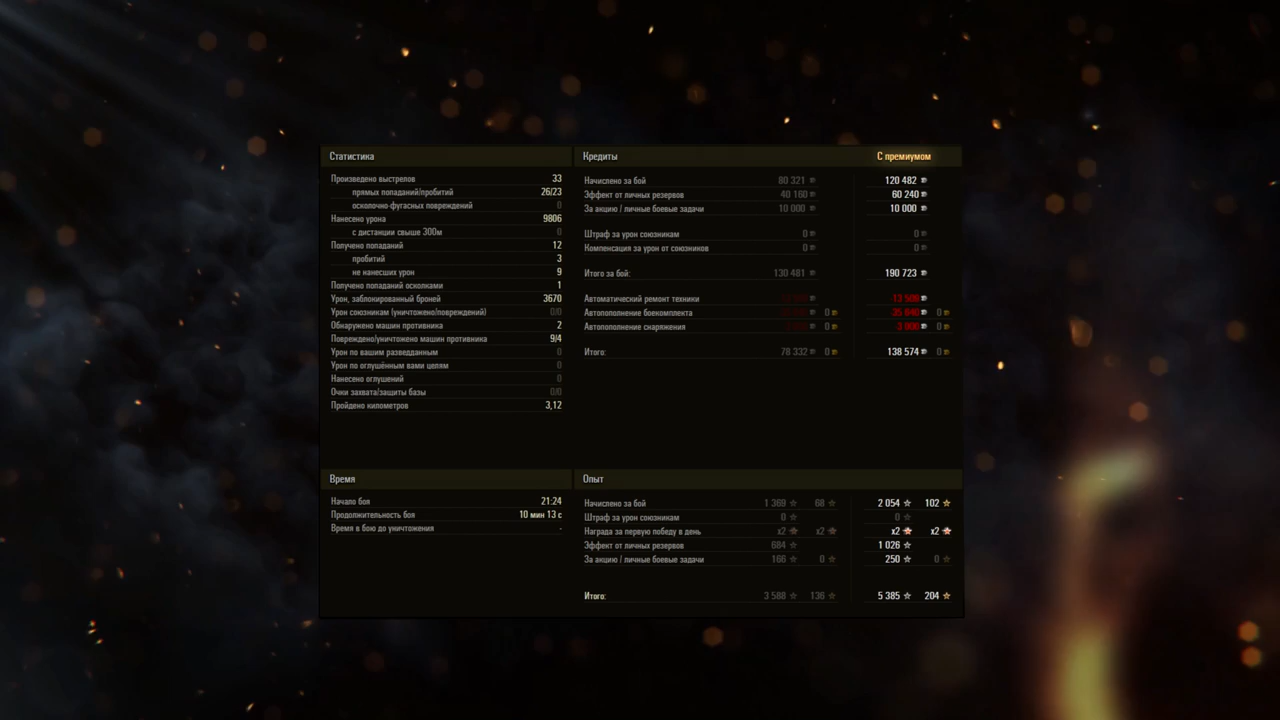 Статистика
Произведено выстрелов 33
прямых попаданий/пробитий 26/23
осколочно-фугасных повреждений 0
Нанесено урона 9806
с дистанции свыше 300м 0
Получено попаданий 12
пробитий 3
не нанесших урон 9
Получено попаданий осколками 1
Урон, заблокированный броней 3670
Урон союзникам (уничтожено/повреждений) 0/0
Обнаружено машин противника 2
Повреждено/уничтожено машин противника 9/4
Урон по вашим разведданным 0
Урон по оглушённым вами целям 0
Нанесено оглушений 0
Очки захвата/защиты базы 0/0
Пройдено километров 3,12
Кредиты С премиумом
Начислено за бой 80 321 120 482
Эффект от личных резервов 40 160 60 240
За акцию / личные боевые задачи 10 000 10 000
Штраф за урон союзникам 0 0
Компенсация за урон от союзников 0 0
Итого за бой: 130 481 190 723
Автоматический ремонт техники
Автопополнение боекомплекта 0 0
Автопополнение снаряжения 0 0
Итого: 78 332 0 138 574 0
Время
Начало боя 21:24
Продолжительность боя 10 мин 13 с
Время в бою до уничтожения -
Опыт
Начислено за бой 1 369 68 2 054 102
Штраф за урон союзникам 0 0
Награда за первую победу в день x2 x2 x2 x2
Эффект от личных резервов 684 1 026
За акцию / личные боевые задачи 166 0 250 0
Итого: 3 588 136 5 385 204